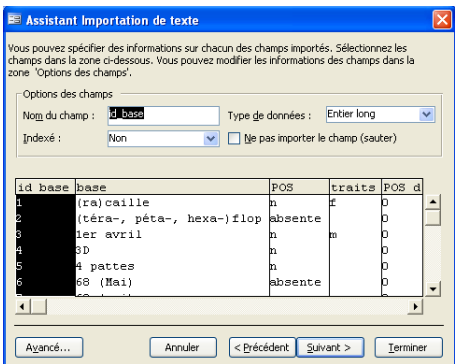 Assistant Importation de texte
Vous pouvez spécifier des informations sur chacun des champs importés. Sélectionnez les
champs dans la zone ci-dessous. Vous pouvez modifier les informations des champs dans la
zone 'Options des champs'.
Options des champs
Nom du champ : id_base Type de données : Entier long
Indexé : Non Ne pas importer le champ (sauter)
id base base POS traits POS d
1 (ra)caille n f 0
2 (téra-, péta-, hexa-)flop absente 0
3 1er avril n m 0
4 3D n 0
5 4 pattes n 0
6 68 (Mai) absente 0
Avancé... Annuler < Précédent Suivant > Terminer